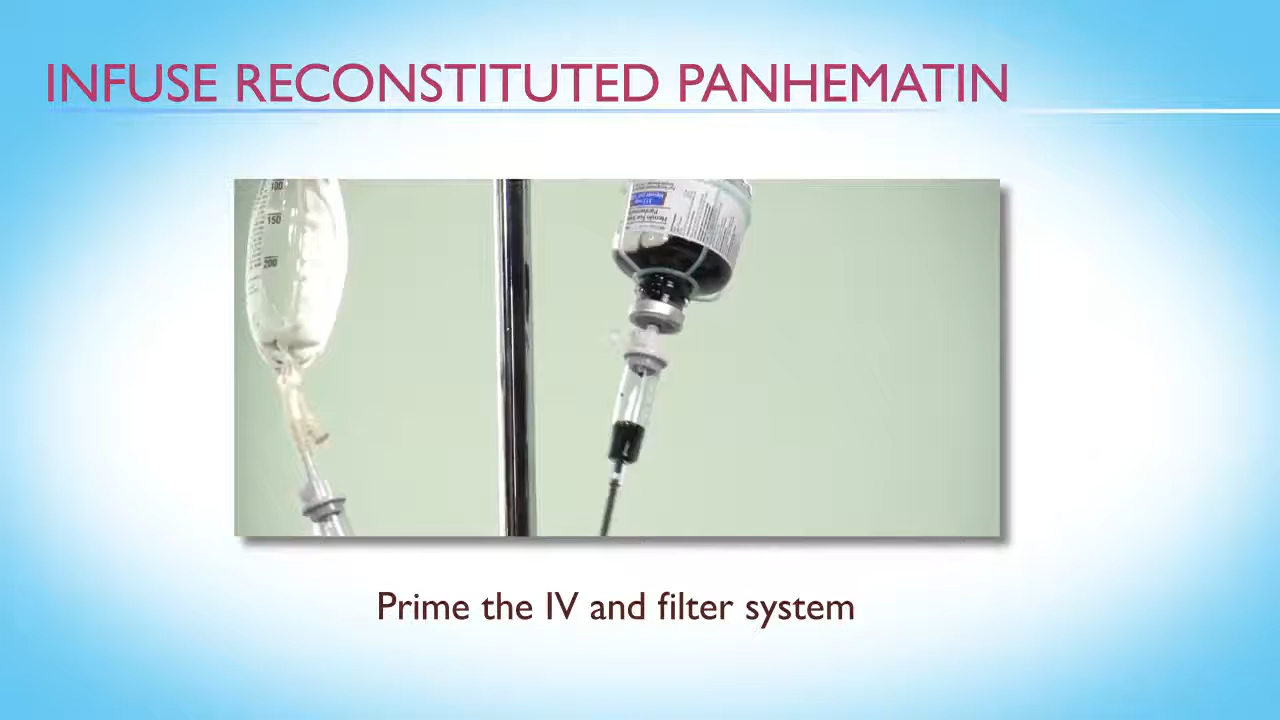 INFUSE RECONSTITUTED PANHEMATIN
100
150
200
Prime the IV and filter system